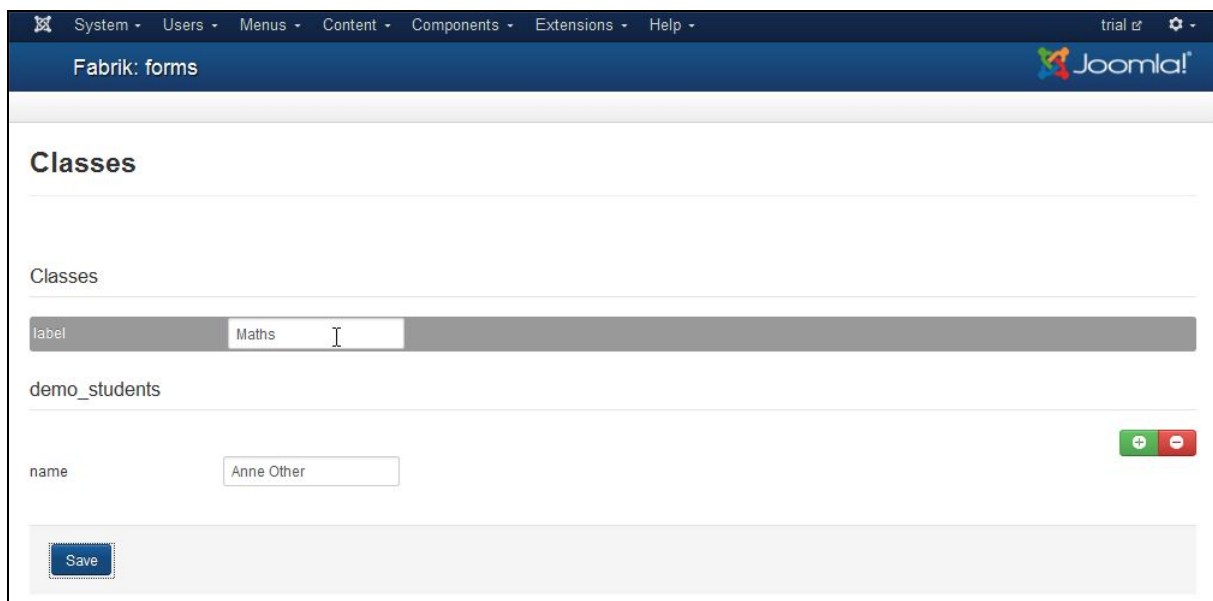 System Users Menus Content Components Extensions Help trial
Fabrik: forms Joomla!
Classes
Classes
label Maths
demo_students
name Anne Other
Save